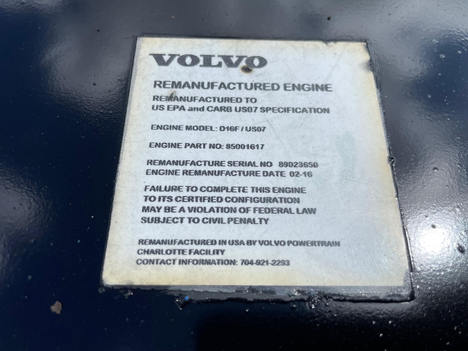 VOLVO
REMANUFACTURED ENGINE
REMANUFACTURED TO
US EPA and CARB US07 SPECIFICATION
ENGINE MODEL: D16F / US07
ENGINE PART NO: 85001617
REMANUFACTURE SERIAL NO 89D23650
ENGINE REMANUFACTURE DATE 02-16
FAILURE TO COMPLETE THIS ENGINE
TO ITS CERTIFIED CONFIGURATION
MAY BE A VIOLATION OF FEDERAL LAW
SUBJECT TO CIVIL PENALTY
REMANUFACTURED IN USA BY VOLVO POWERTRAIN
CHARLOTTE FACILITY
CONTACT INFORMATION: 704-921-2293